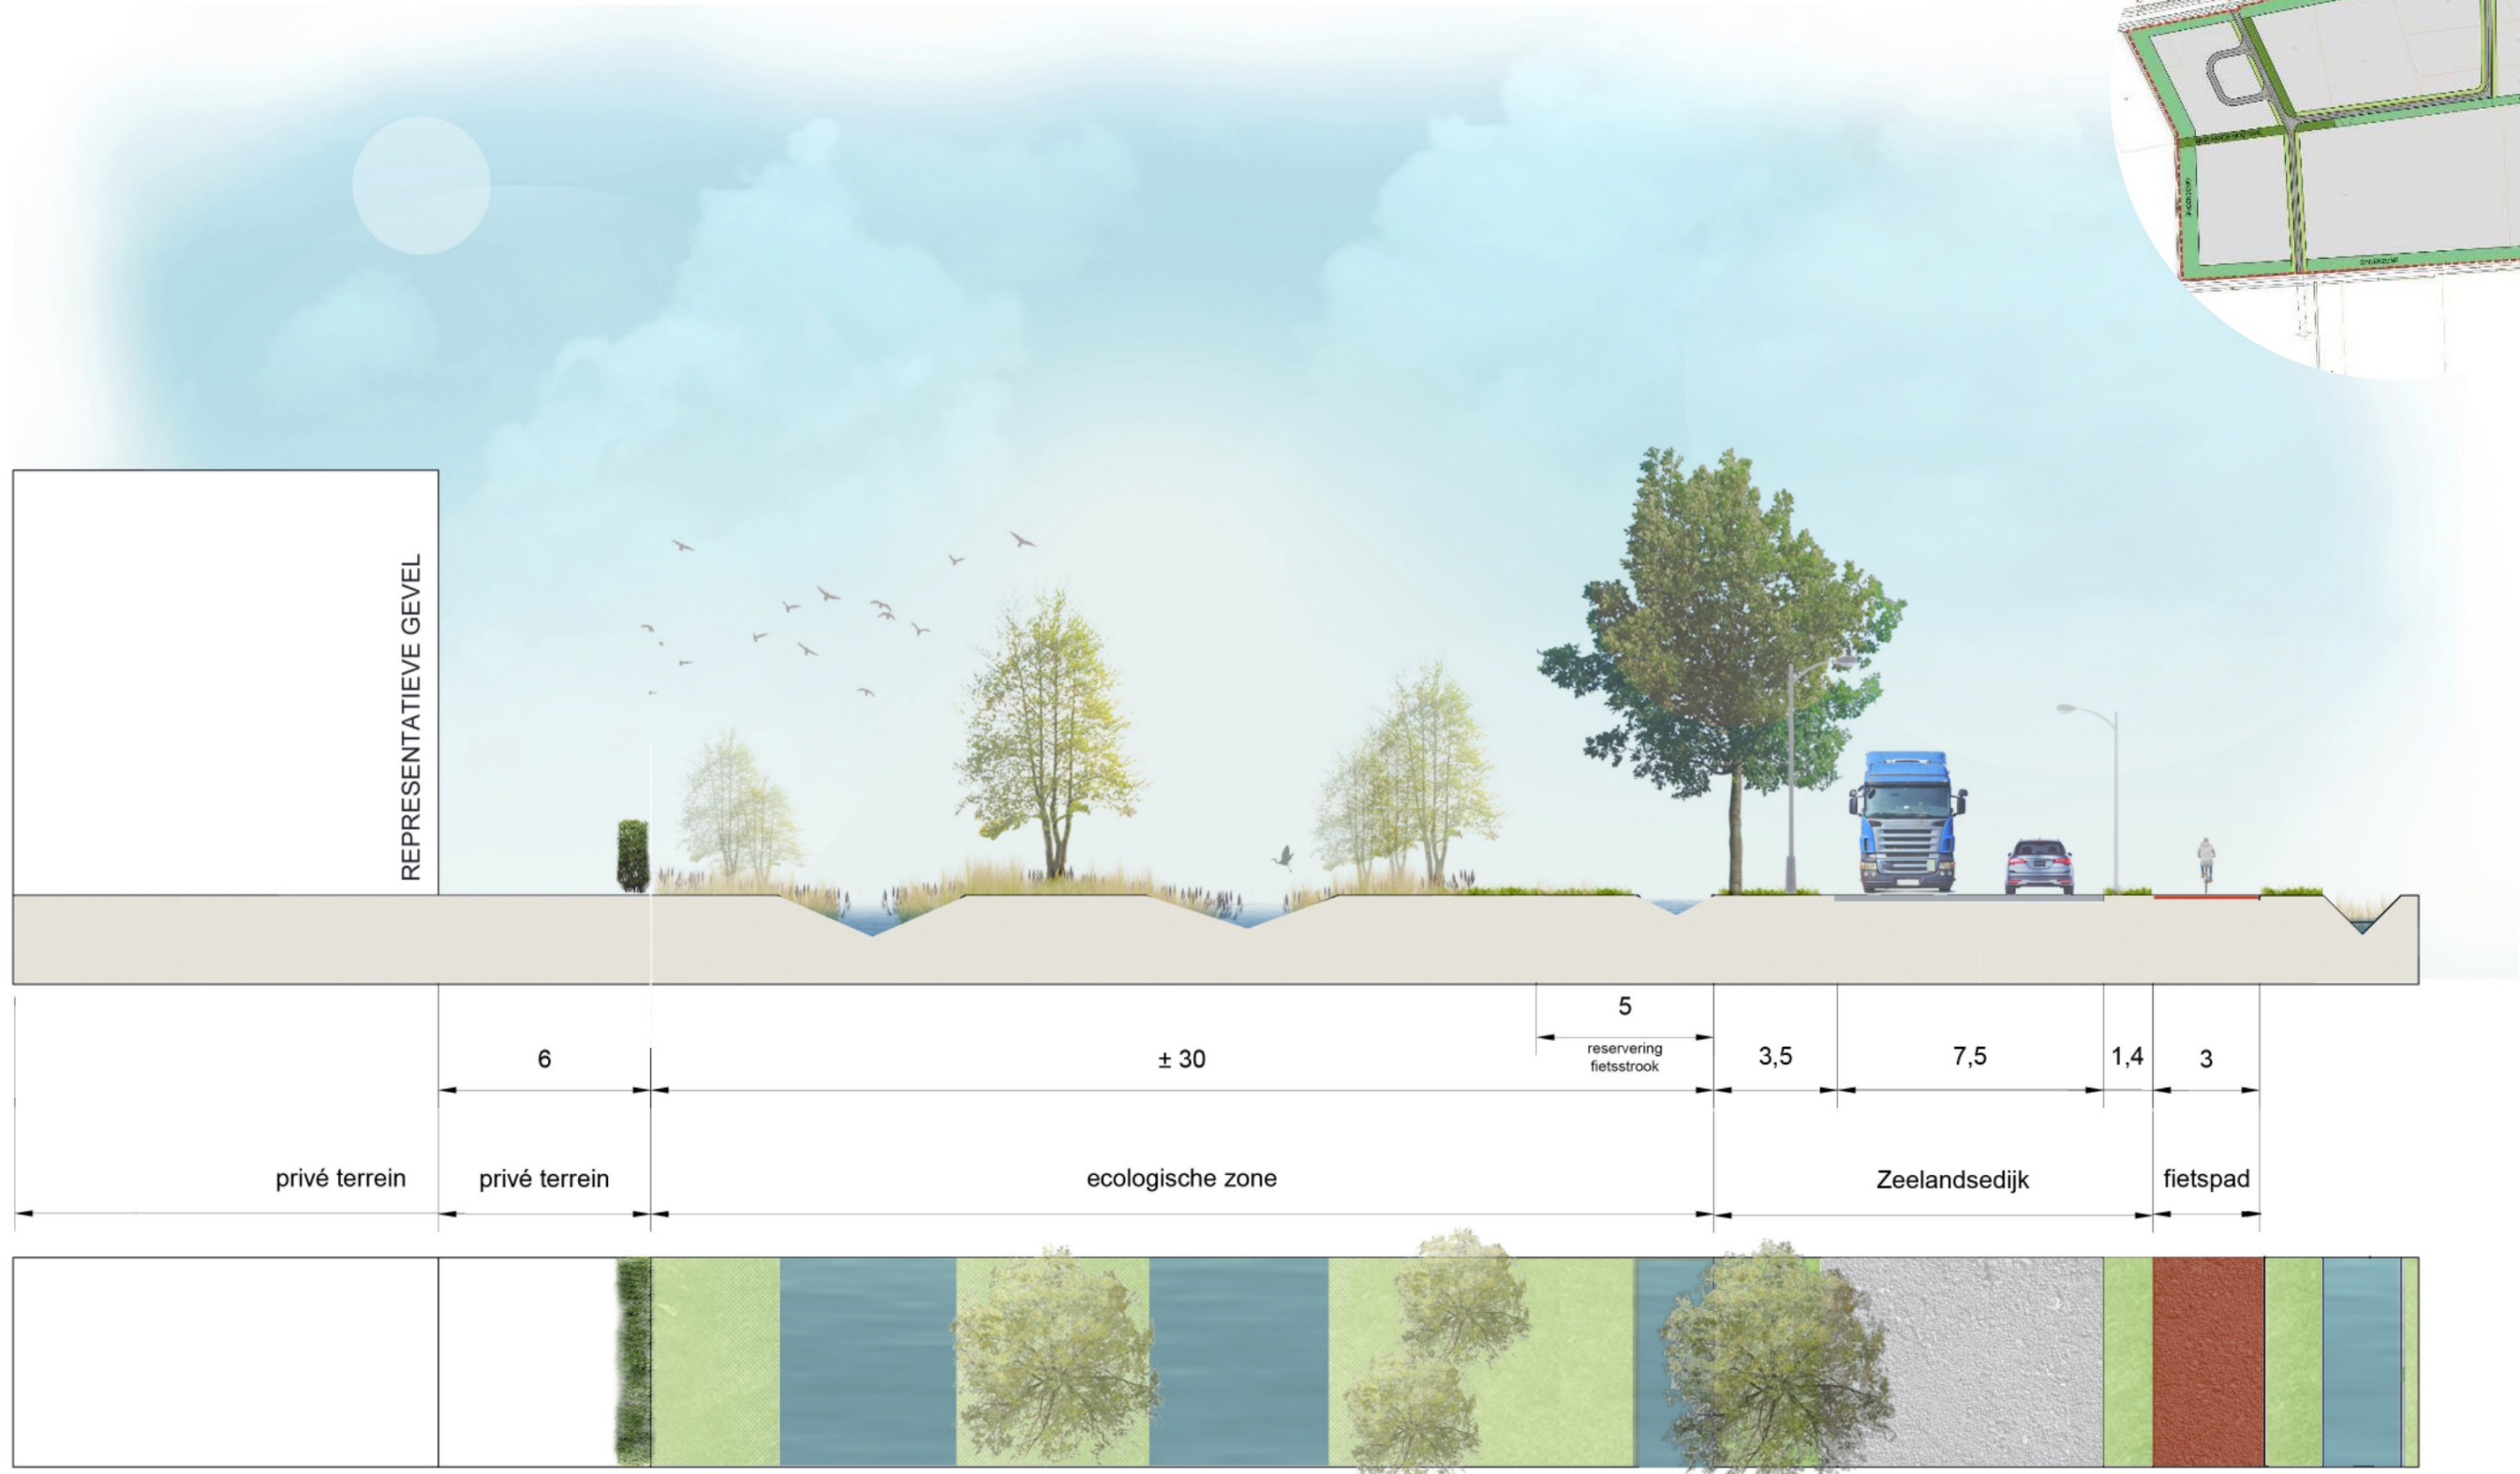 REPRESENTATIEVE GEVEL
5
reservering
fietsstrook
6
± 30
3,5
7,5
1,4
3
privé terrein
privé terrein
ecologische zone
Zeelandsedijk
fietspad